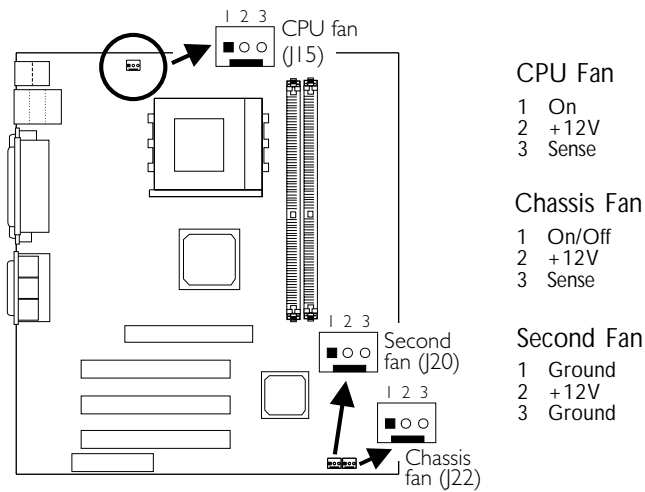 1 2 3
CPU fan
(J15)
1 2 3
Second
fan (J20)
1 2 3
Chassis
fan (J22)
CPU Fan
1 On
2 +12V
3 Sense
Chassis Fan
1 On/Off
2 +12V
3 Sense
Second Fan
1 Ground
2 +12V
3 Ground